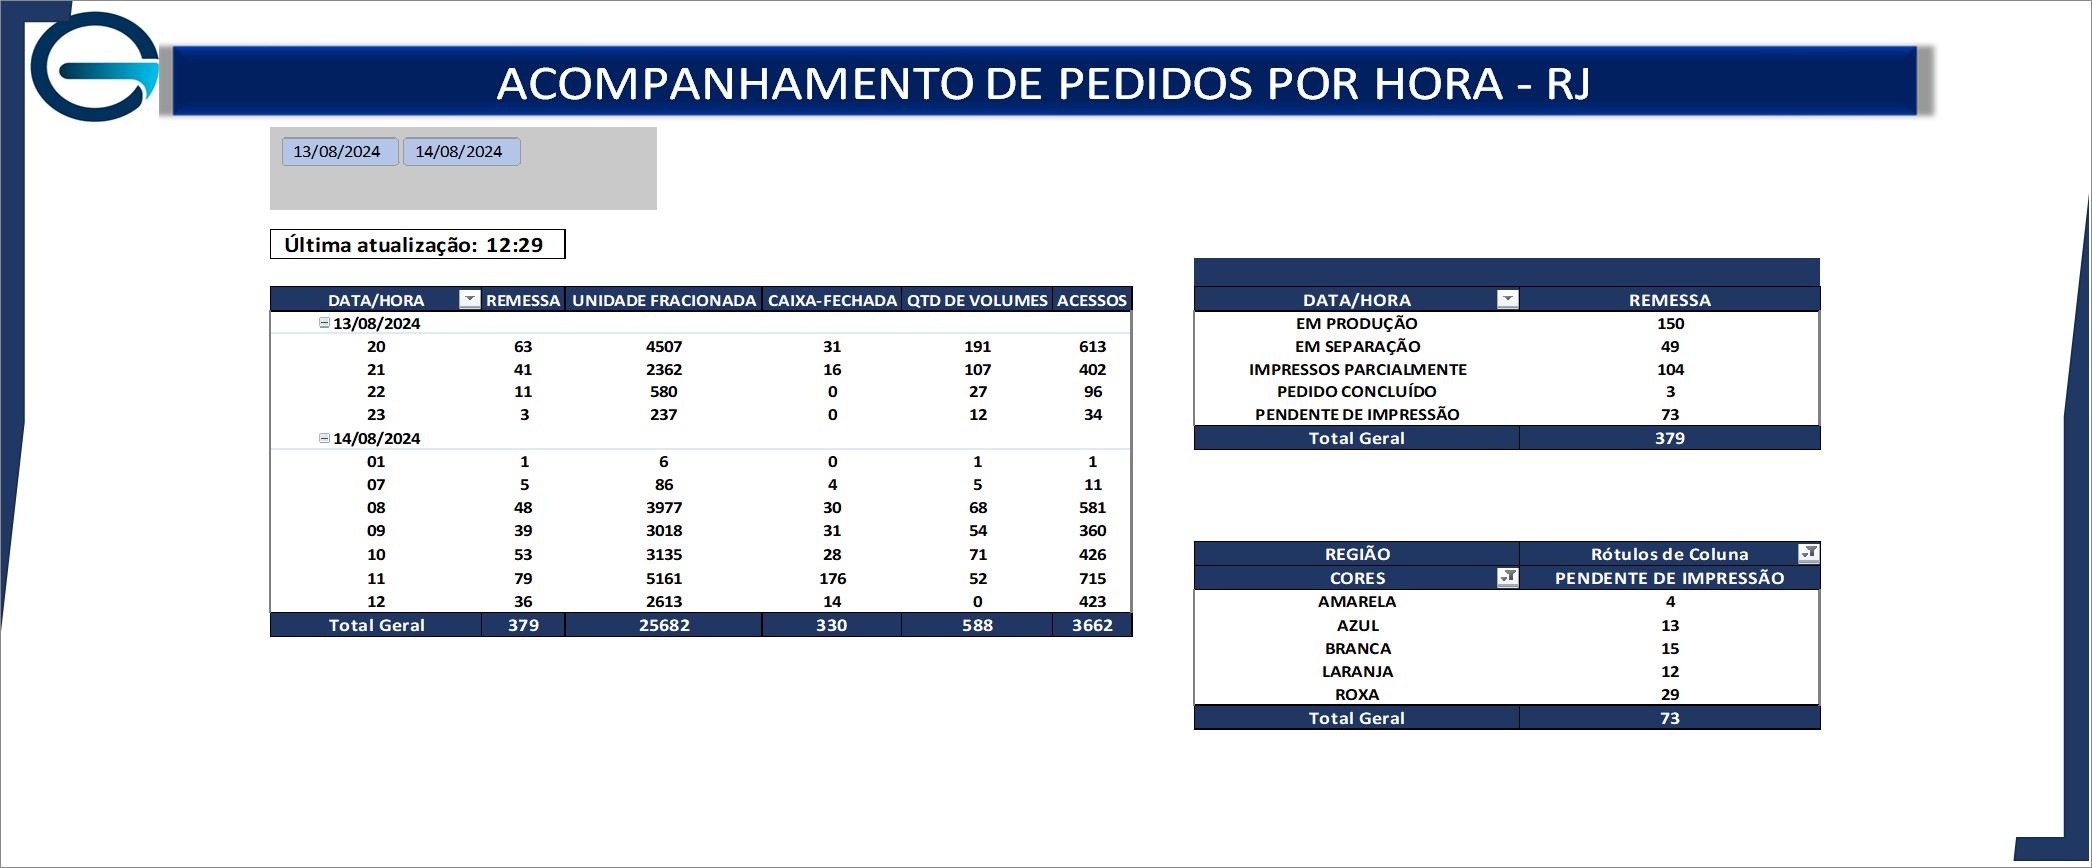 ACOMPANHAMENTO DE PEDIDOS POR HORA - RJ
13/08/2024 14/08/2024
Última atualização: 12:29
DATA/HORA REMESSA UNIDADE FRACIONADA CAIXA-FECHADA QTD DE VOLUMES ACESSOS
13/08/2024
20 63 4507 31 191 613
21 41 2362 16 107 402
22 11 580 0 27 96
23 3 237 0 12 34
14/08/2024
01 1 6 0 1 1
07 5 86 4 5 11
08 48 3977 30 68 581
09 39 3018 31 54 360
10 53 3135 28 71 426
11 79 5161 176 52 715
12 36 2613 14 0 423
Total Geral 379 25682 330 588 3662
DATA/HORA REMESSA
EM PRODUÇÃO 150
EM SEPARAÇÃO 49
IMPRESSOS PARCIALMENTE 104
PEDIDO CONCLUÍDO 3
PENDENTE DE IMPRESSÃO 73
Total Geral 379
REGIÃO Rótulos de Coluna
CORES PENDENTE DE IMPRESSÃO
AMARELA 4
AZUL 13
BRANCA 15
LARANJA 12
ROXA 29
Total Geral 73